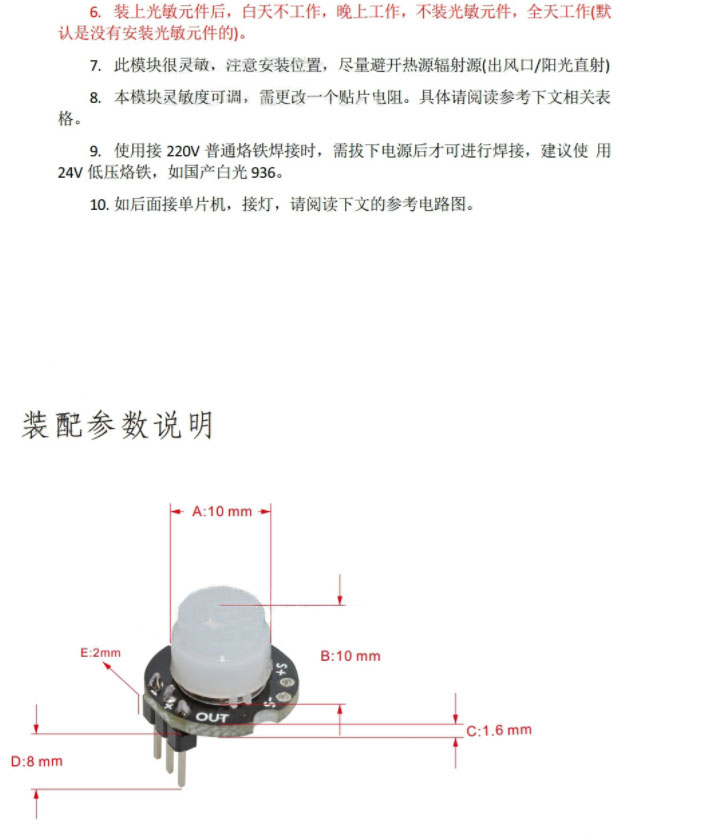 6. 装上光敏元件后，白天不工作，晚上工作，不装光敏元件，全天工作(默
认是没有安装光敏元件的)。
7. 此模块很灵敏，注意安装位置，尽量避开热源辐射源(出风口/阳光直射)
8. 本模块灵敏度可调，需更改一个贴片电阻。具体请阅读参考下文相关表
格。
9. 使用接 220V 普通烙铁焊接时，需拔下电源后才可进行焊接，建议使 用
24V 低压烙铁，如国产白光 936。
10. 如后面接单片机，接灯，请阅读下文的参考电路图。
装配参数说明
A:10 mm
E:2mm
B:10 mm
S+
S-
OUT
C:1.6 mm
D:8 mm